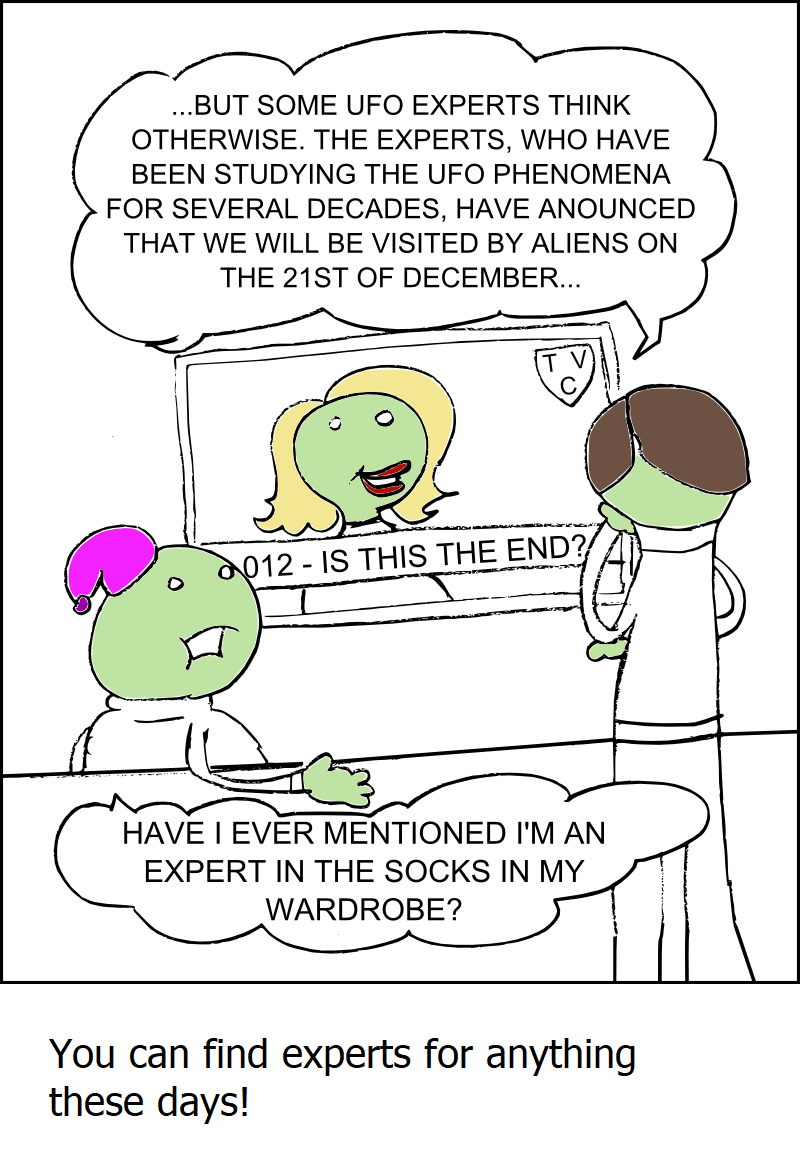 ...BUT SOME UFO EXPERTS THINK
OTHERWISE. THE EXPERTS, WHO HAVE
BEEN STUDYING THE UFO PHENOMENA
FOR SEVERAL DECADES, HAVE ANOUNCED
THAT WE WILL BE VISITED BY ALIENS ON
THE 21ST OF DECEMBER...
T V
C
012 - IS THIS THE END?
HAVE I EVER MENTIONED I'M AN
EXPERT IN THE SOCKS IN MY
WARDROBE?
You can find experts for anything
these days!